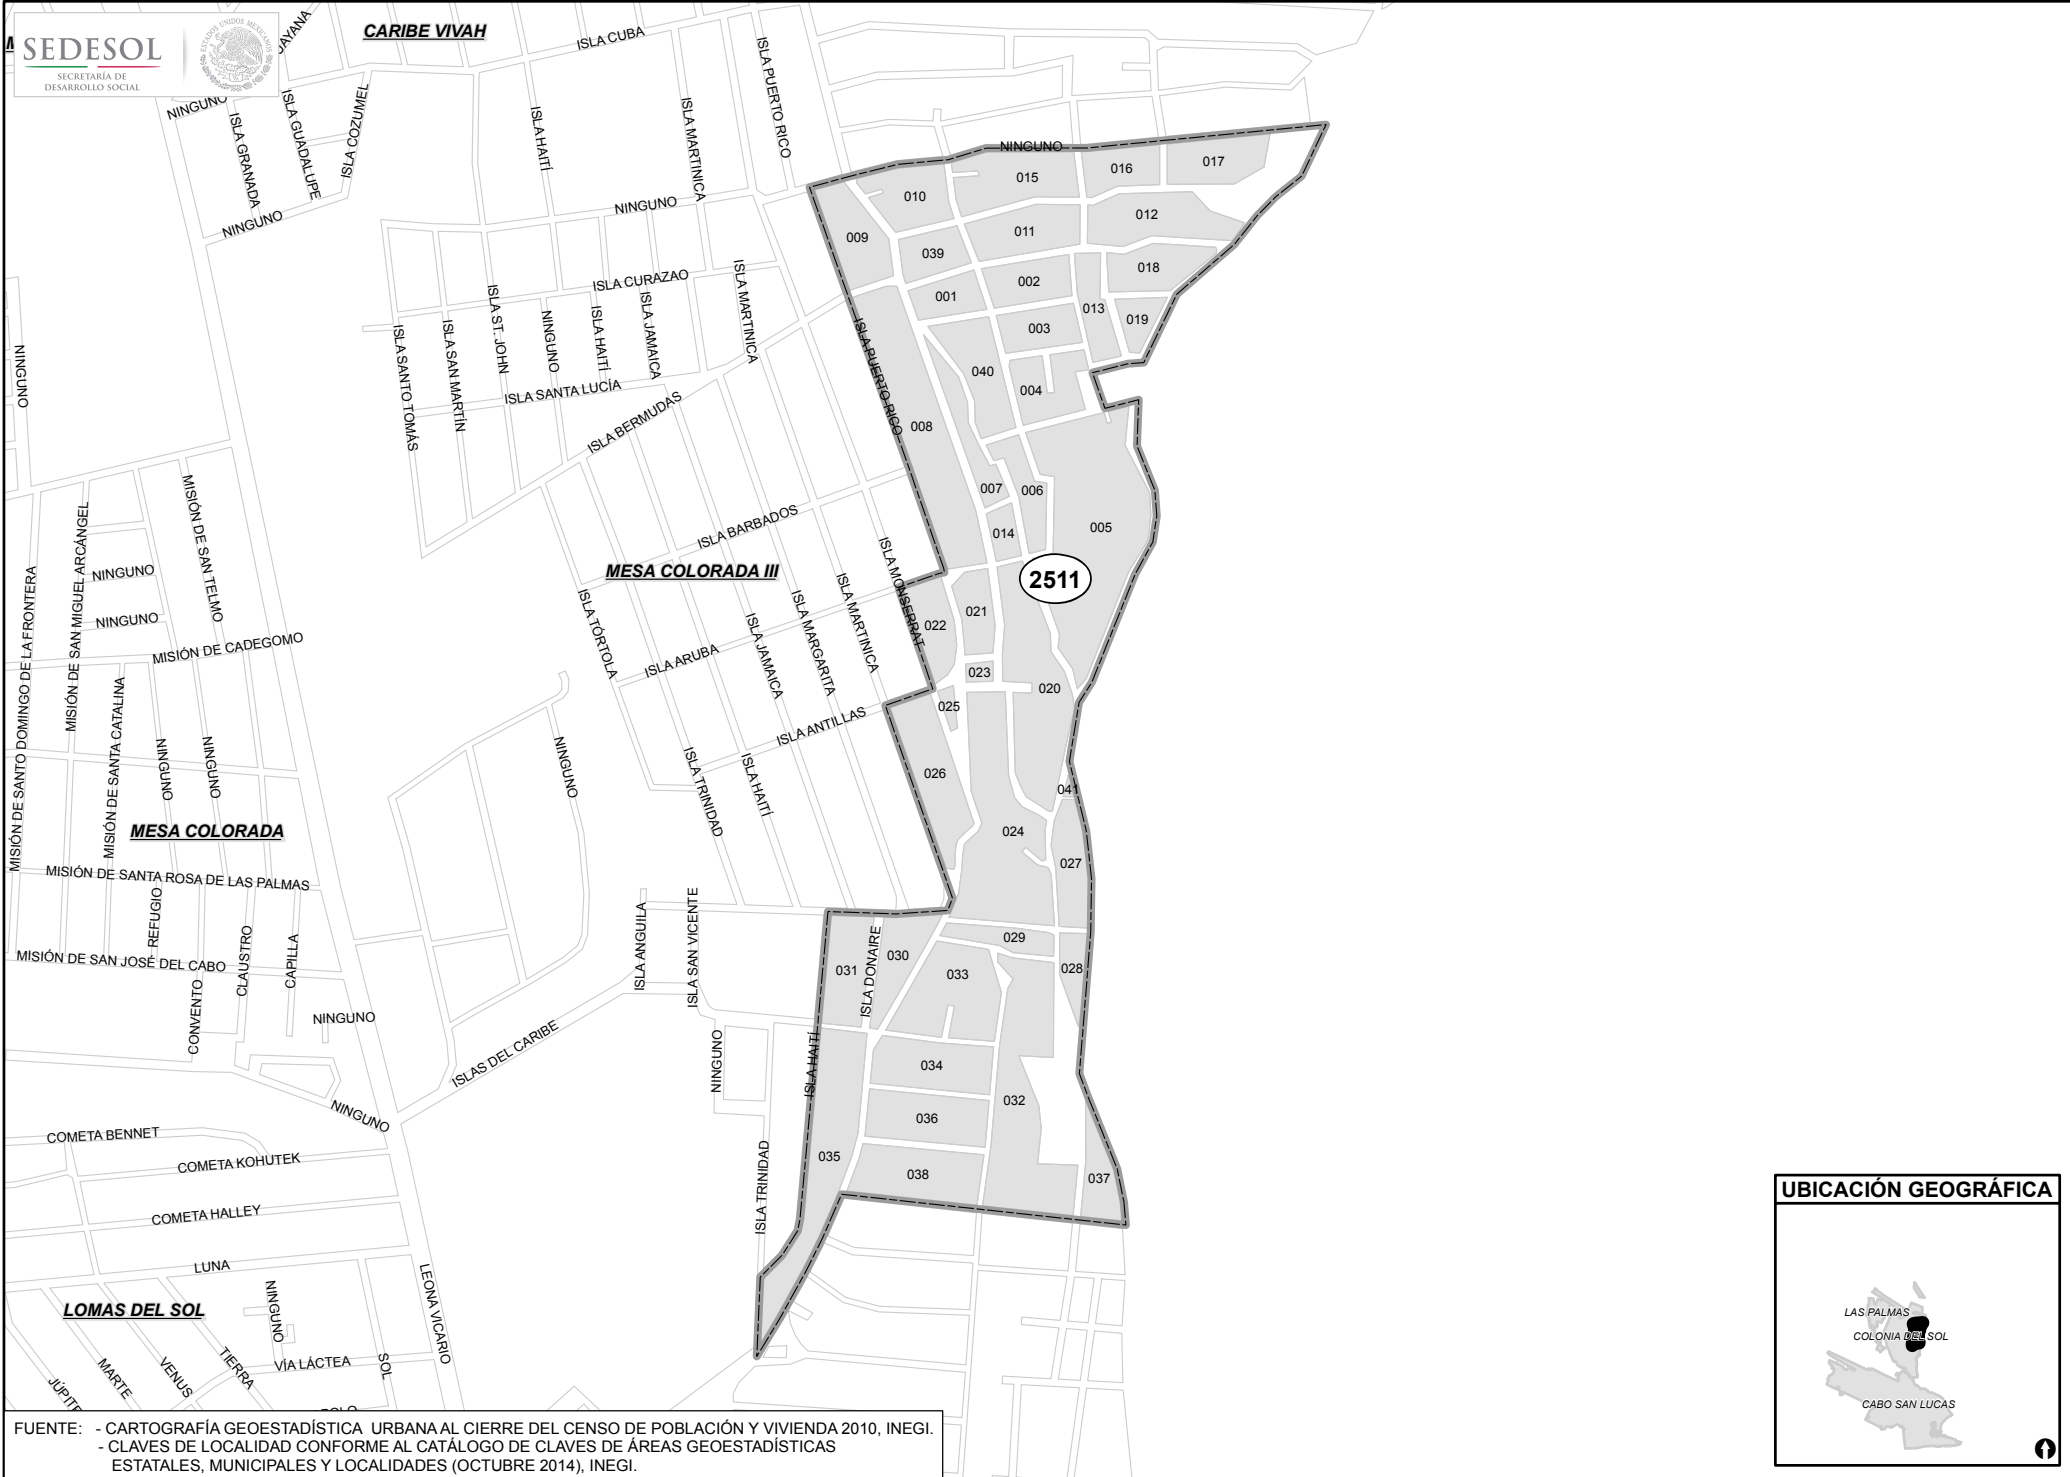 SEDESOL
SECRETARÍA DE
DESARROLLO SOCIAL
ESTADOS UNIDOS MEXICANOS
CARIBE VIVAH
ISLA CUBA
ISLA PUERTO RICO
NINGUNO
ISLA GRANADA
ISLA GUADALUPE
ISLA COZUMEL
NINGUNO
ISLA HAITÍ
ISLA MARTINICA
NINGUNO
ISLA CURAZAO
ISLA ST. JOHN
NINGUNO
ISLA HAITÍ
ISLA JAMAICA
ISLA MARTINICA
ISLA SANTO TOMÁS
ISLA SAN MARTÍN
ISLA SANTA LUCÍA
ISLA BERMUDAS
ISLA PUERTO RICO
NINGUNO
010
015
016
017
009
039
011
012
001
002
018
013
019
003
040
004
008
007
006
014
005
2511
021
022
023
020
025
026
041
024
027
029
028
030
031
033
034
032
036
035
038
037
NINGUNO
MISIÓN DE SANTO DOMINGO DE LA FRONTERA
MISIÓN DE SAN MIGUEL ARCÁNGEL
MISIÓN DE SAN TELMO
NINGUNO
NINGUNO
MISIÓN DE CADEGOMO
MISIÓN DE SANTA CATALINA
NINGUNO
NINGUNO
MESA COLORADA
MISIÓN DE SANTA ROSA DE LAS PALMAS
REFUGIO
CLAUSTRO
CAPILLA
CONVENTO
MISIÓN DE SAN JOSÉ DEL CABO
NINGUNO
NINGUNO
ISLA BARBADOS
MESA COLORADA III
ISLA TÓRTOLA
ISLA ARUBA
ISLA JAMAICA
ISLA MARGARITA
ISLA MARTINICA
ISLA MONSERRAT
ISLA ANTILLAS
ISLA TRINIDAD
ISLA HAITÍ
NINGUNO
ISLA ANGUILA
ISLA SAN VICENTE
ISLA DONAIRE
ISLAS DEL CARIBE
NINGUNO
ISLA HAITÍ
ISLA TRINIDAD
COMETA BENNET
COMETA KOHUTEK
COMETA HALLEY
LUNA
LEONA VICARIO
LOMAS DEL SOL
NINGUNO
MARTE
VENUS
TIERRA
VÍA LÁCTEA
SOL
UBICACIÓN GEOGRÁFICA
LAS PALMAS
COLONIA DEL SOL
CABO SAN LUCAS
FUENTE: - CARTOGRAFÍA GEOESTADÍSTICA URBANA AL CIERRE DEL CENSO DE POBLACIÓN Y VIVIENDA 2010, INEGI.
- CLAVES DE LOCALIDAD CONFORME AL CATÁLOGO DE CLAVES DE ÁREAS GEOESTADÍSTICAS
ESTATALES, MUNICIPALES Y LOCALIDADES (OCTUBRE 2014), INEGI.